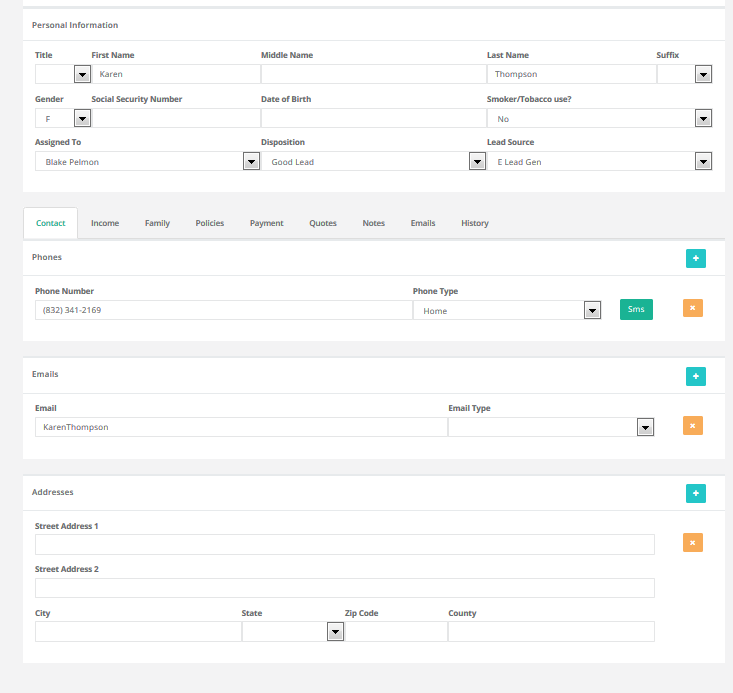 Personal Information
Title First Name Middle Name Last Name Suffix
Karen Thompson
Gender Social Security Number Date of Birth Smoker/Tobacco use?
F No
Assigned To Disposition Lead Source
Blake Pelmon Good Lead E Lead Gen
Contact Income Family Policies Payment Quotes Notes Emails History
Phones
+
Phone Number Phone Type
(832) 341-2169 Home Sms ×
Emails
+
Email Email Type
KarenThompson ×
Addresses
+
Street Address 1
×
Street Address 2
City State Zip Code County